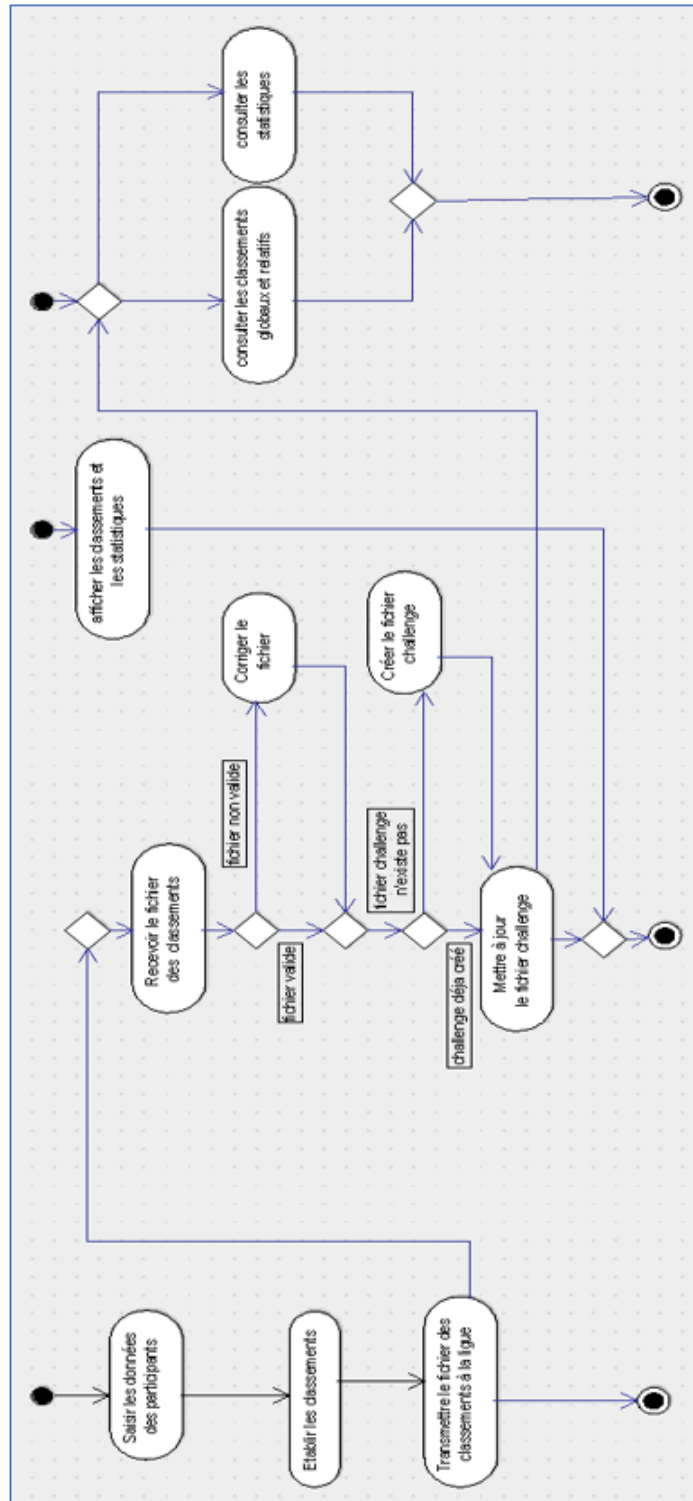 Saisir les données
des participants
Etablir les classements
Transmettre le fichier des
classements à la ligue
Recevoir le fichier
des classements
fichier non valide
fichier valide
Corriger le
fichier
fichier challenge
n'existe pas
challenge déja créé
Créer le fichier
challenge
Mettre à jour
le fichier challenge
afficher les classements et
les statistiques
consulter les classements
globaux et relatifs
consulter les
statistiques